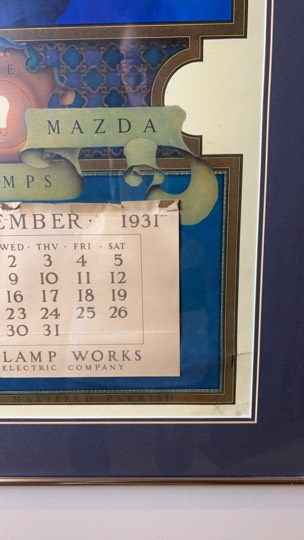 E
MAZDA
MPS
EMBER · 1931
WED · THV · FRI · SAT
2 3 4 5
9 10 11 12
16 17 18 19
23 24 25 26
30 31
LAMP WORKS
ELECTRIC COMPANY
MAXFIELD PARRISH